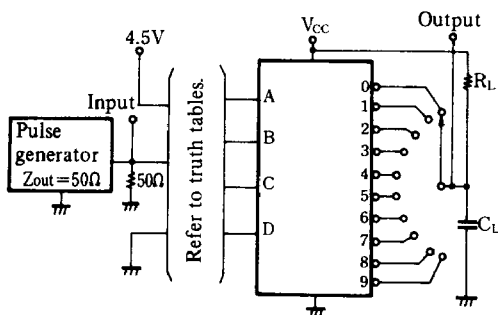 4.5V
Input
Pulse
generator
Zout=50Ω
50Ω
Refer to truth tables.
A
B
C
D
VCC
Output
0
1
2
3
4
5
6
7
8
9
RL
CL